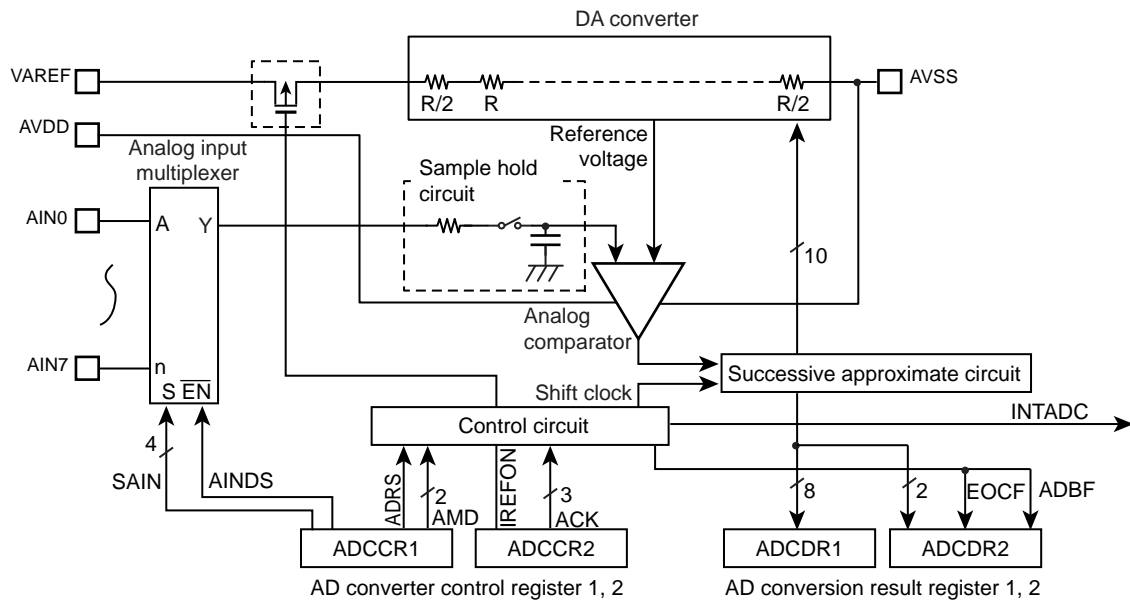 DA converter
VAREF
AVSS
R/2
R
R/2
AVDD
Reference
voltage
Analog input
multiplexer
Sample hold
circuit
AIN0
A
Y
10
Analog
comparator
AIN7
n
S EN
Successive approximate circuit
Shift clock
INTADC
Control circuit
4
SAIN
AINDS
ADRS
2
AMD
IREFON
3
ACK
8
2
EOCF
ADBF
ADCCR1
ADCCR2
ADCDR1
ADCDR2
AD converter control register 1, 2
AD conversion result register 1, 2